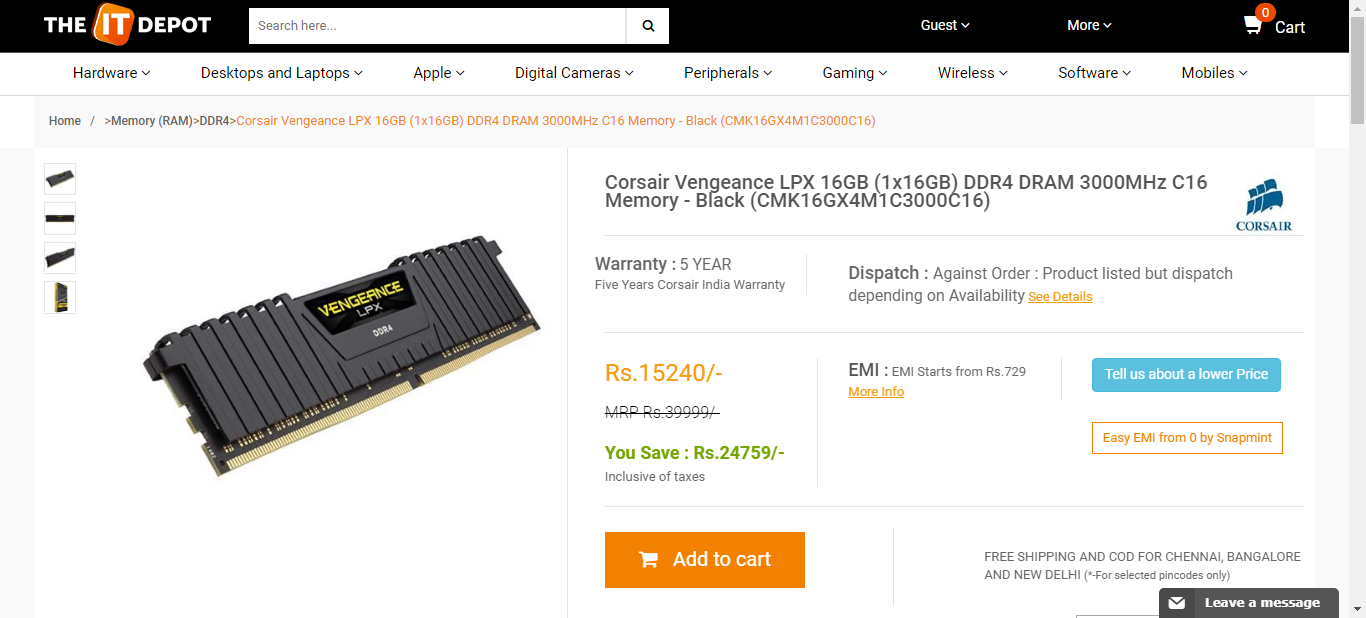 THE IT DEPOT
Search here...
Guest
More
0
Cart
Hardware
Desktops and Laptops
Apple
Digital Cameras
Peripherals
Gaming
Wireless
Software
Mobiles
Home / >Memory (RAM)>DDR4>Corsair Vengeance LPX 16GB (1x16GB) DDR4 DRAM 3000MHz C16 Memory - Black (CMK16GX4M1C3000C16)
VENGEANCE
LPX
DDR4
Corsair Vengeance LPX 16GB (1x16GB) DDR4 DRAM 3000MHz C16
Memory - Black (CMK16GX4M1C3000C16)
CORSAIR
Warranty : 5 YEAR
Five Years Corsair India Warranty
Dispatch : Against Order : Product listed but dispatch
depending on Availability See Details
Rs.15240/-
MRP Rs.39999/-
You Save : Rs.24759/-
Inclusive of taxes
EMI : EMI Starts from Rs.729
More Info
Tell us about a lower Price
Easy EMI from 0 by Snapmint
Add to cart
FREE SHIPPING AND COD FOR CHENNAI, BANGALORE
AND NEW DELHI (*-For selected pincodes only)
Leave a message